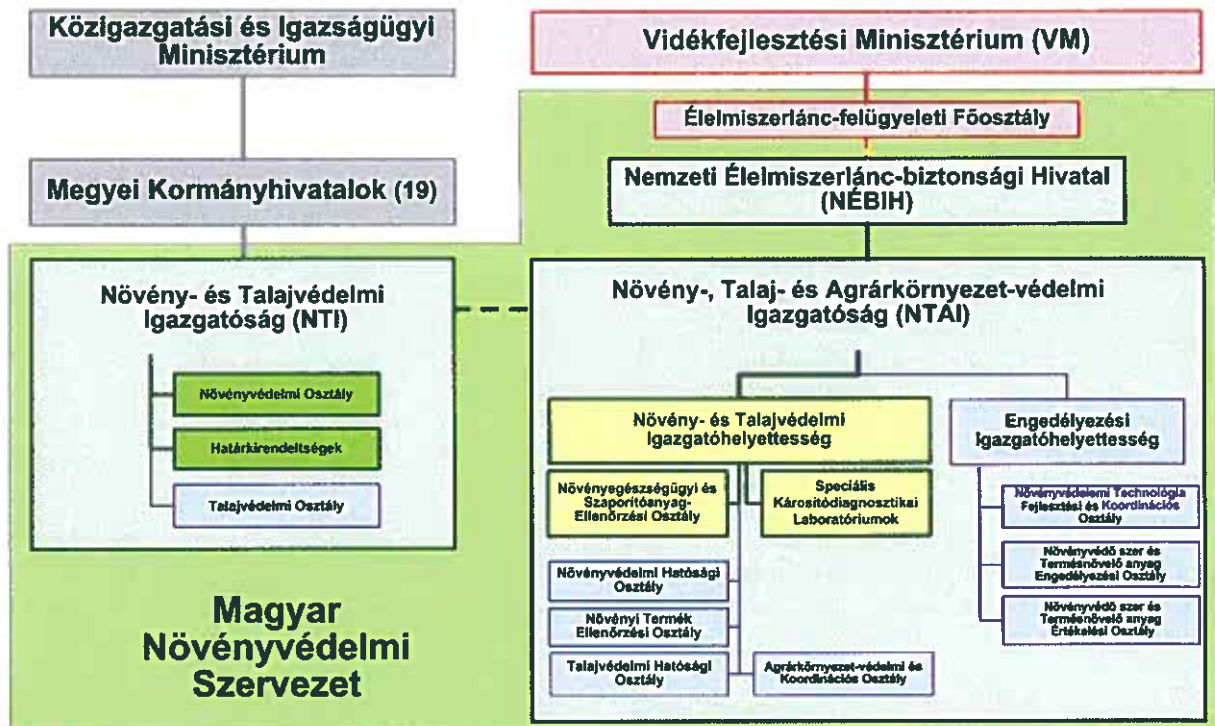 Közigazgatási és Igazságügyi
Minisztérium
Vidékfejlesztési Minisztérium (VM)
Élelmiszerlánc-felügyeleti Főosztály
Megyei Kormányhivatalok (19)
Nemzeti Élelmiszerlánc-biztonsági Hivatal
(NÉBIH)
Növény- és Talajvédelmi
Igazgatóság (NTI)
Növényvédelmi Osztály
Határkirendeltségek
Talajvédelmi Osztály
Növény-, Talaj- és Agrárkörnyezet-védelmi
Igazgatóság (NTAI)
Növény- és Talajvédelmi
Igazgatóhelyettesség
Engedélyezési
Igazgatóhelyettesség
Növényegészségügyi és
Szaporítóanyag-
Ellenőrzési Osztály
Speciális
Károsítódiagnosztikai
Laboratóriumok
Növényvédelmi Technológia
Fejlesztési és Koordinációs
Osztály
Növényvédelmi Hatósági
Osztály
Növényvédő szer és
Termésnövelő anyag
Engedélyezési Osztály
Növényi Termék
Ellenőrzési Osztály
Növényvédő szer és
Termésnövelő anyag
Értékelési Osztály
Talajvédelmi Hatósági
Osztály
Agrárkörnyezet-védelmi és
Koordinációs Osztály
Magyar
Növényvédelmi
Szervezet